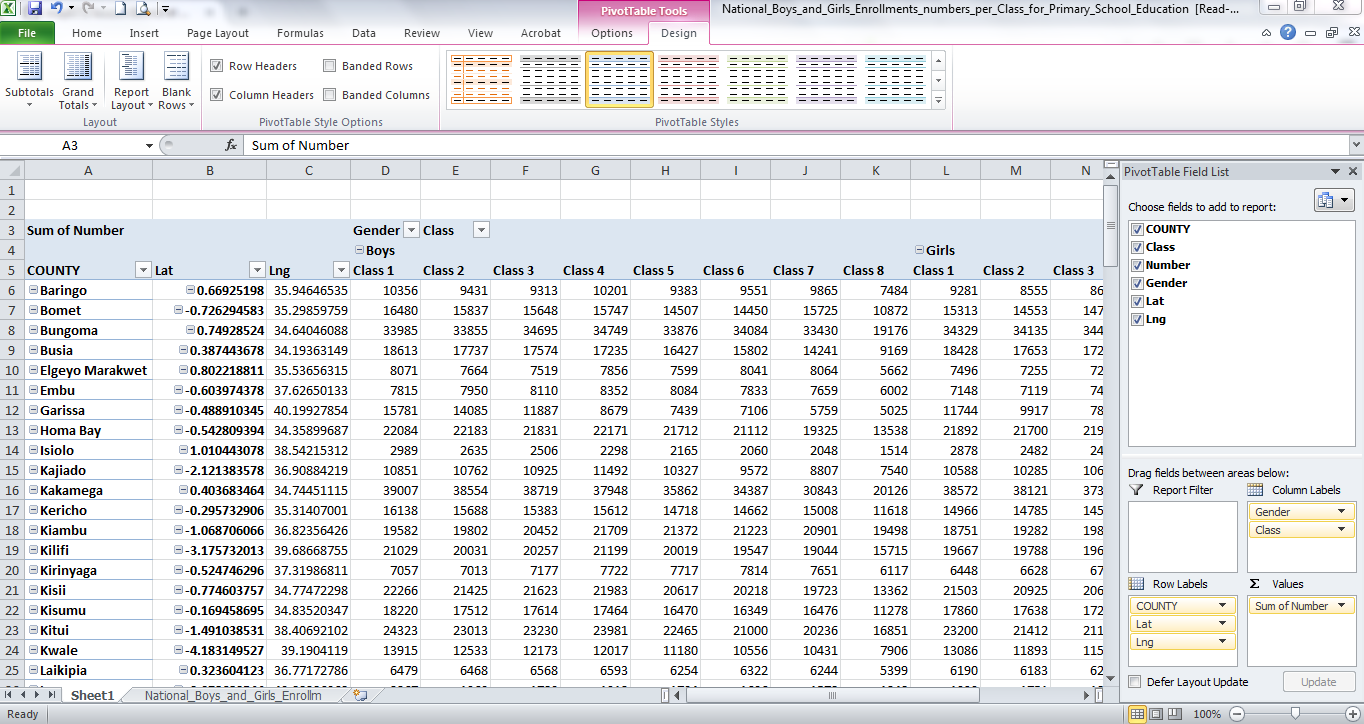 PivotTable Tools National_Boys_and_Girls_Enrollments_numbers_per_Class_for_Primary_School_Education [Read-...
File Home Insert Page Layout Formulas Data Review View Acrobat Options Design
Subtotals Grand Totals Report Layout Blank Rows
Row Headers Banded Rows
Column Headers Banded Columns
Layout PivotTable Style Options PivotTable Styles
A3 fx Sum of Number
A B C D E F G H I J K L M N
1
2
3 Sum of Number Gender Class
4 Boys Girls
5 COUNTY Lat Lng Class 1 Class 2 Class 3 Class 4 Class 5 Class 6 Class 7 Class 8 Class 1 Class 2 Class 3
6 Baringo 0.66925198 35.94646535 10356 9431 9313 10201 9383 9551 9865 7484 9281 8555 86
7 Bomet -0.726294583 35.29859759 16480 15837 15648 15747 14507 14450 15725 10872 15313 14553 147
8 Bungoma 0.74928524 34.64046088 33985 33855 34695 34749 33876 34084 33430 19176 34329 34135 344
9 Busia 0.387443678 34.19363149 18613 17737 17574 17235 16427 15802 14241 9169 18428 17653 172
10 Elgeyo Marakwet 0.802218811 35.53656315 8071 7664 7519 7856 7599 8041 8064 5662 7496 7255 72
11 Embu -0.603974378 37.62650133 7815 7950 8110 8352 8084 7833 7659 6002 7148 7119 74
12 Garissa -0.488910345 40.19927854 15781 14085 11887 8679 7439 7106 5759 5025 11744 9917 78
13 Homa Bay -0.542809394 34.35899687 22084 22183 21831 22171 21712 21112 19325 13538 21892 21700 219
14 Isiolo 1.010443078 38.54215312 2989 2635 2506 2298 2165 2060 2048 1514 2878 2482 24
15 Kajiado -2.121383578 36.90884219 10851 10762 10925 11492 10327 9572 8807 7540 10588 10285 106
16 Kakamega 0.403683464 34.74451115 39007 38554 38719 37948 35862 34387 30843 20126 38572 38121 373
17 Kericho -0.295732906 35.31407001 16138 15688 15383 15612 14718 14662 15008 11618 14966 14785 145
18 Kiambu -1.068706066 36.82356426 19582 19802 20452 21709 21372 21223 20901 19498 18751 19282 198
19 Kilifi -3.175732013 39.68668755 21029 20031 20257 21199 20019 19547 19044 15715 19667 19788 196
20 Kirinyaga -0.524746296 37.31986811 7057 7013 7177 7722 7717 7814 7651 6117 6448 6628 67
21 Kisii -0.774603757 34.77472298 22266 21425 21623 21983 20617 20218 19723 13362 21503 20925 206
22 Kisumu -0.169458695 34.83520347 18220 17512 17614 17464 16470 16349 16476 11278 17860 17638 172
23 Kitui -1.491038531 38.40692102 24323 23013 23230 23981 22465 21000 20236 16851 23200 21412 211
24 Kwale -4.183149527 39.1904119 13915 12533 12173 12017 11180 10556 10431 7906 13086 11893 115
25 Laikipia 0.323604123 36.77172786 6479 6468 6568 6593 6254 6322 6244 5399 6190 6183 62
Sheet1 National_Boys_and_Girls_Enrollm
Ready 100%
PivotTable Field List
Choose fields to add to report:
COUNTY
Class
Number
Gender
Lat
Lng
Drag fields between areas below:
Report Filter Column Labels
Gender
Class
Row Labels Σ Values
COUNTY Sum of Number
Lat
Lng
Defer Layout Update Update